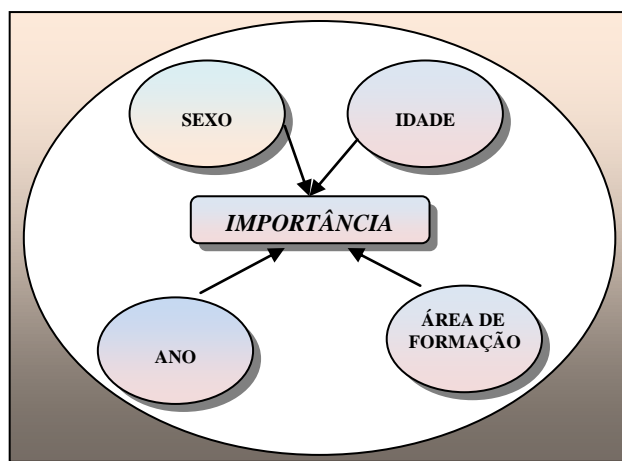 SEXO
IDADE
IMPORTÂNCIA
ANO
ÁREA DE
FORMAÇÃO